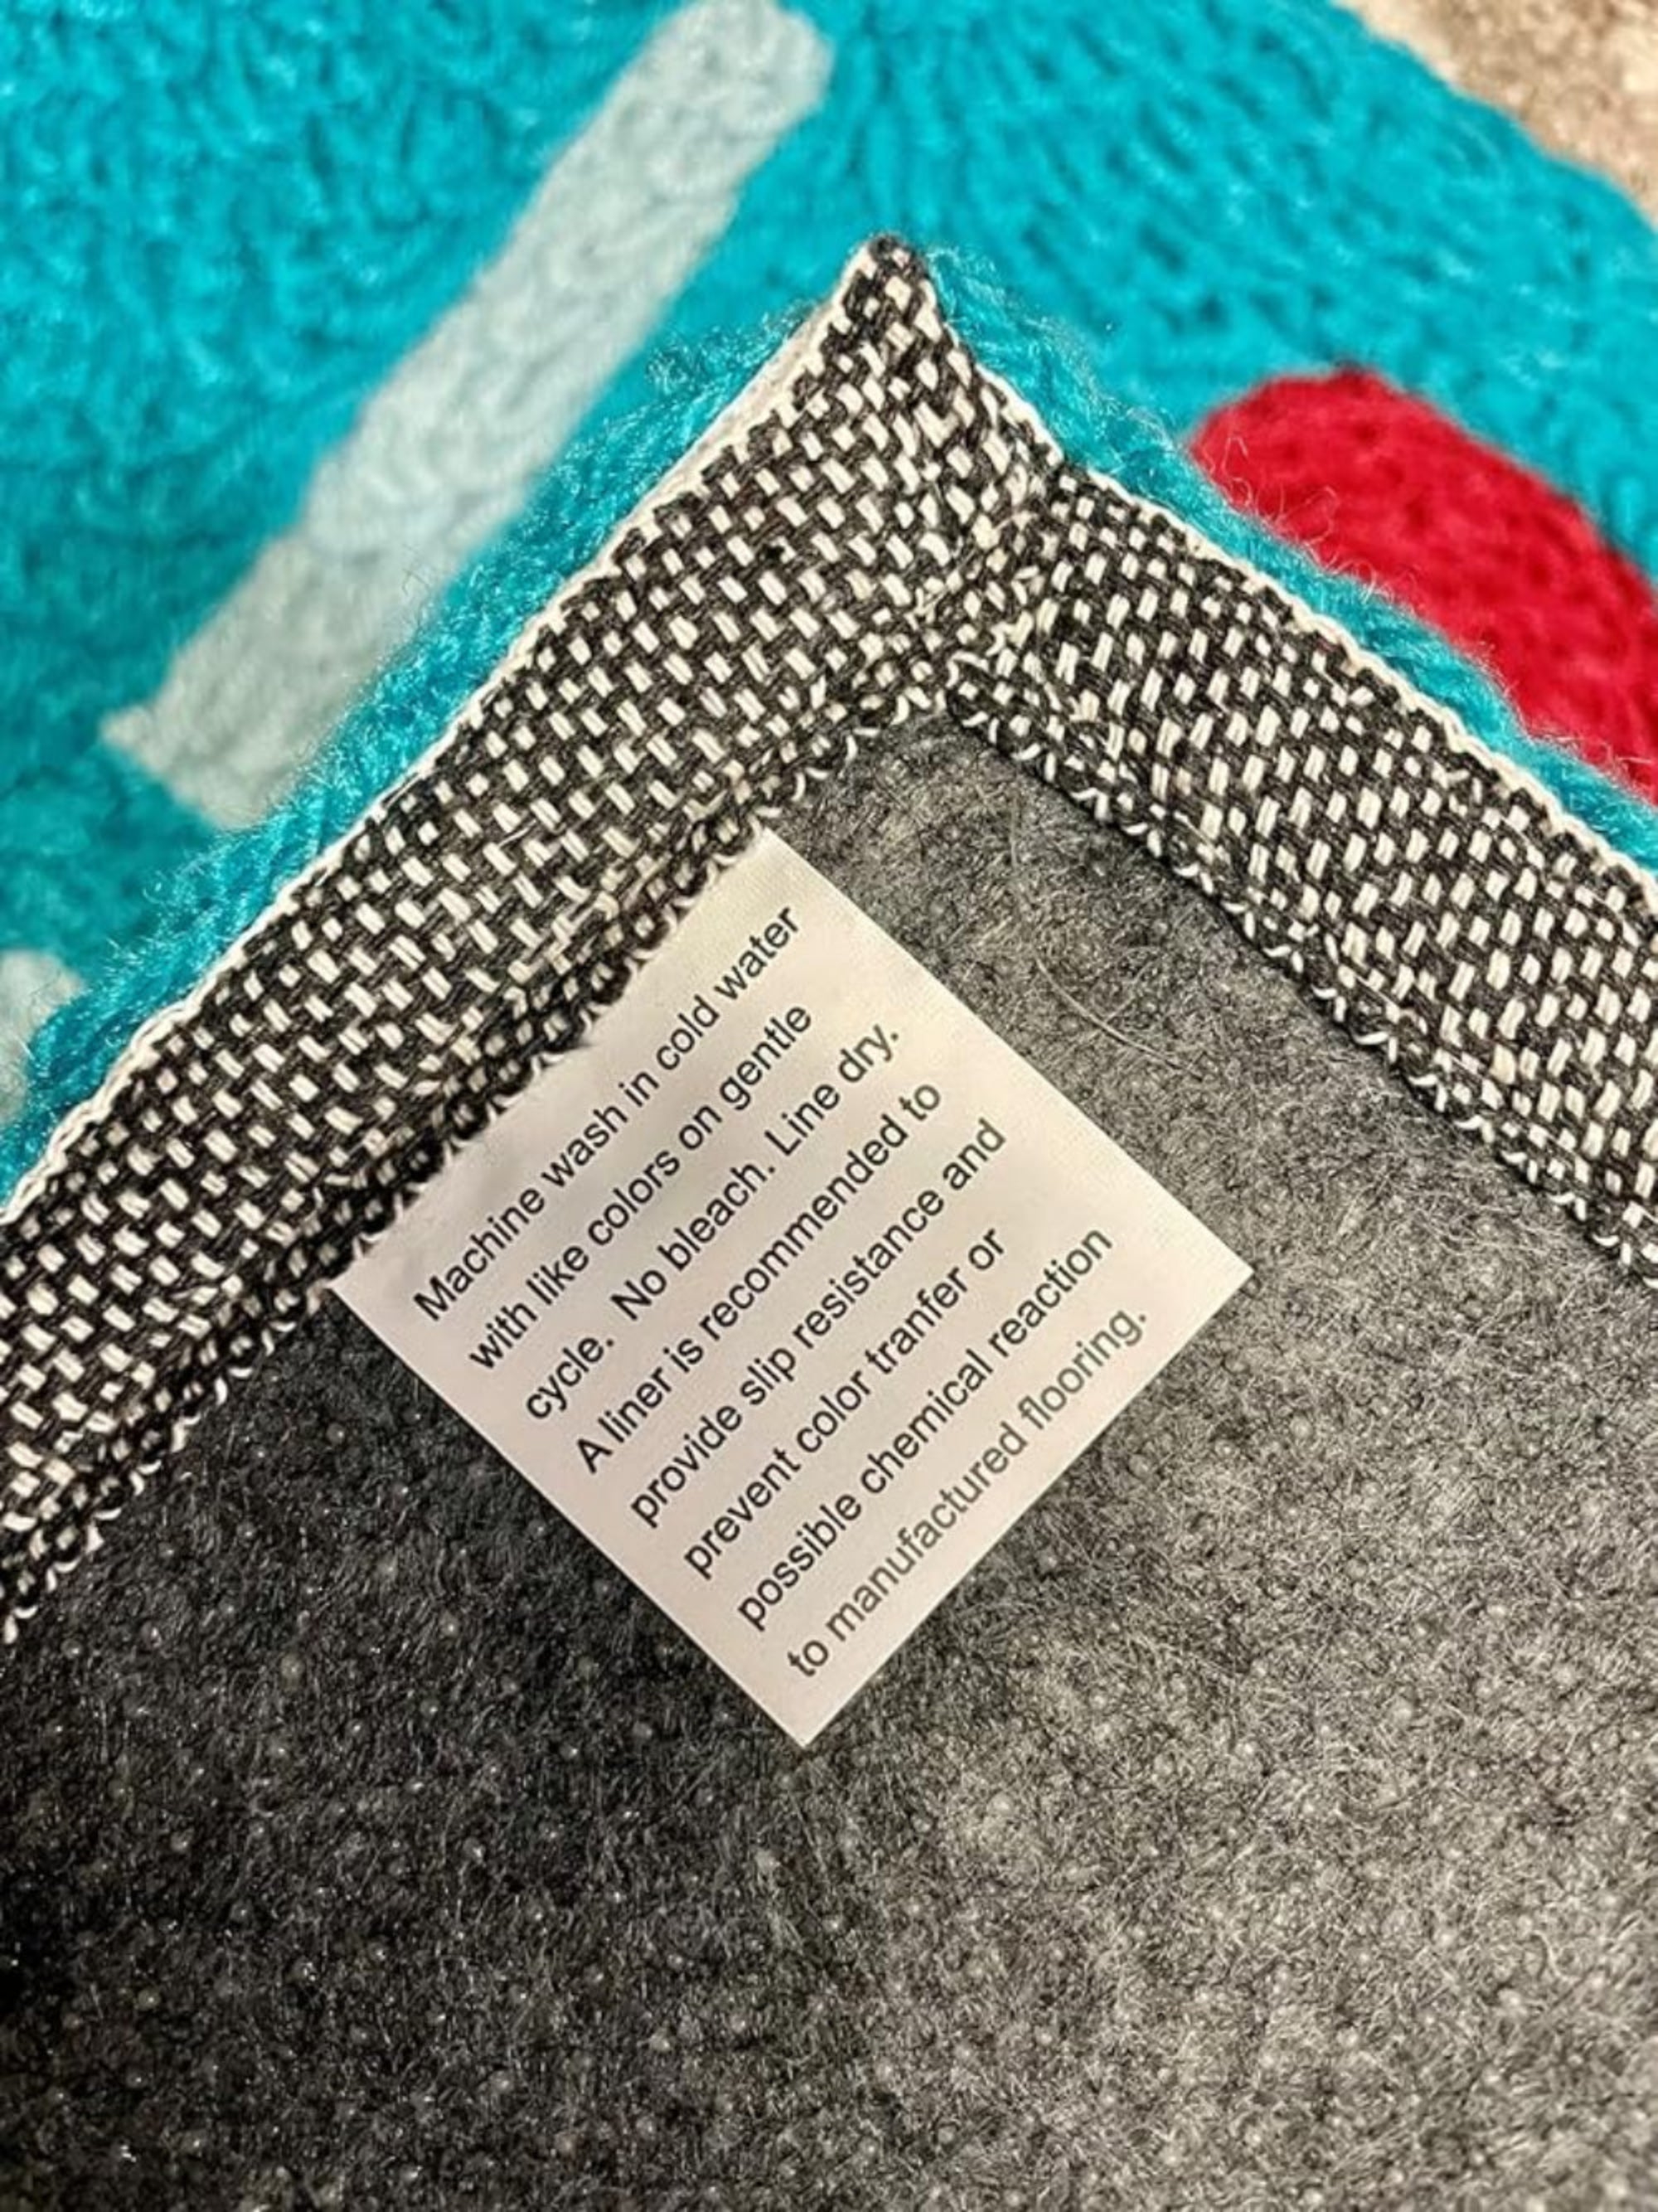 Machine wash in cold water
with like colors on gentle
cycle. No bleach. Line dry.
A liner is recommended to
provide slip resistance and
prevent color tranfer or
possible chemical reaction
to manufactured flooring.